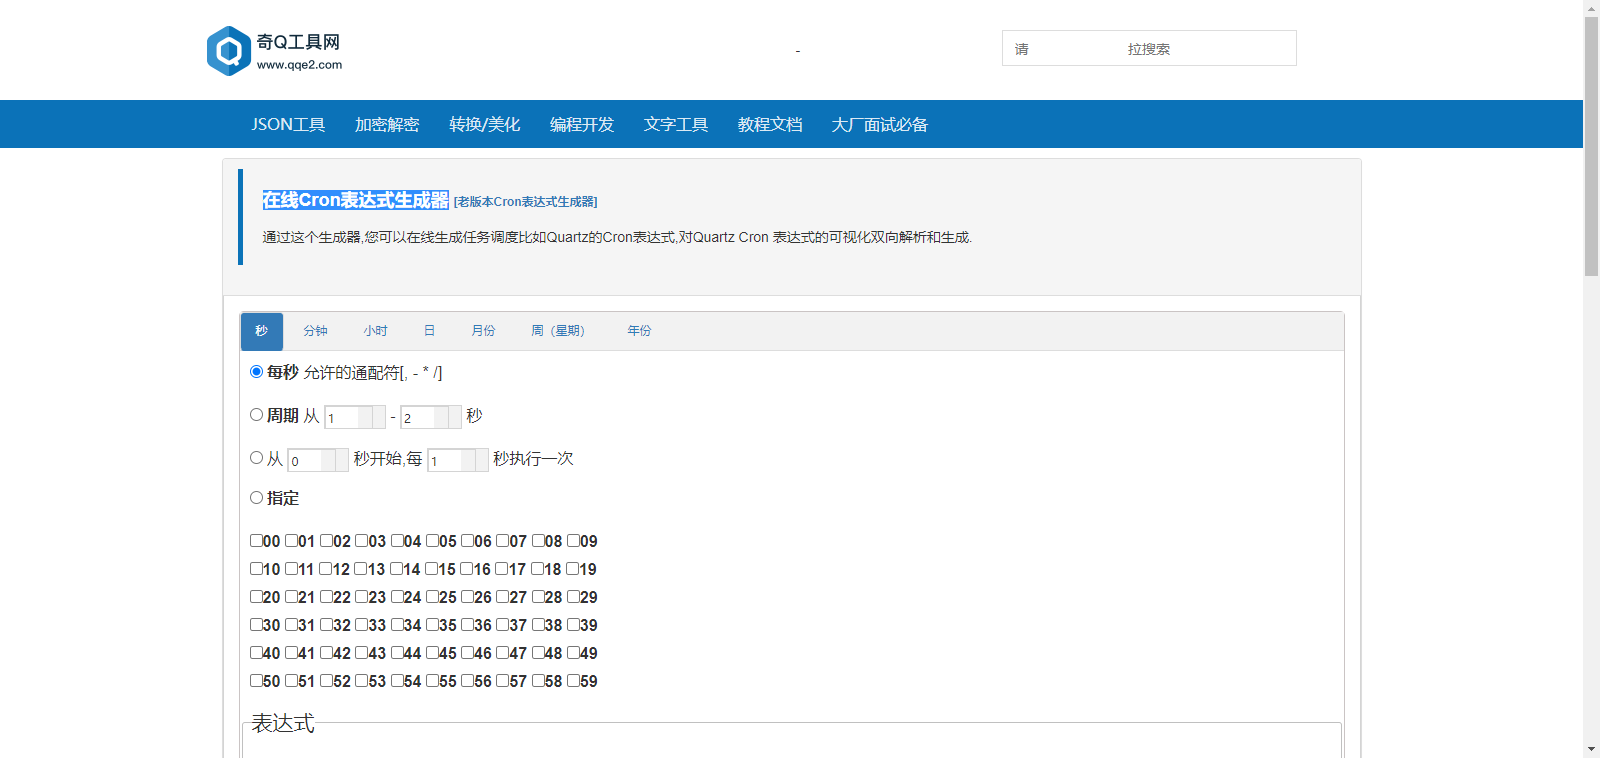 奇Q工具网
www.qqe2.com
-
请 拉搜索
JSON工具 加密解密 转换/美化 编程开发 文字工具 教程文档 大厂面试必备
在线Cron表达式生成器 [老版本Cron表达式生成器]
通过这个生成器,您可以在线生成任务调度比如Quartz的Cron表达式,对Quartz Cron 表达式的可视化双向解析和生成.
秒 分钟 小时 日 月份 周（星期） 年份
每秒 允许的通配符[, - * /]
周期 从 1 - 2 秒
从 0 秒开始,每 1 秒执行一次
指定
00 01 02 03 04 05 06 07 08 09
10 11 12 13 14 15 16 17 18 19
20 21 22 23 24 25 26 27 28 29
30 31 32 33 34 35 36 37 38 39
40 41 42 43 44 45 46 47 48 49
50 51 52 53 54 55 56 57 58 59
表达式